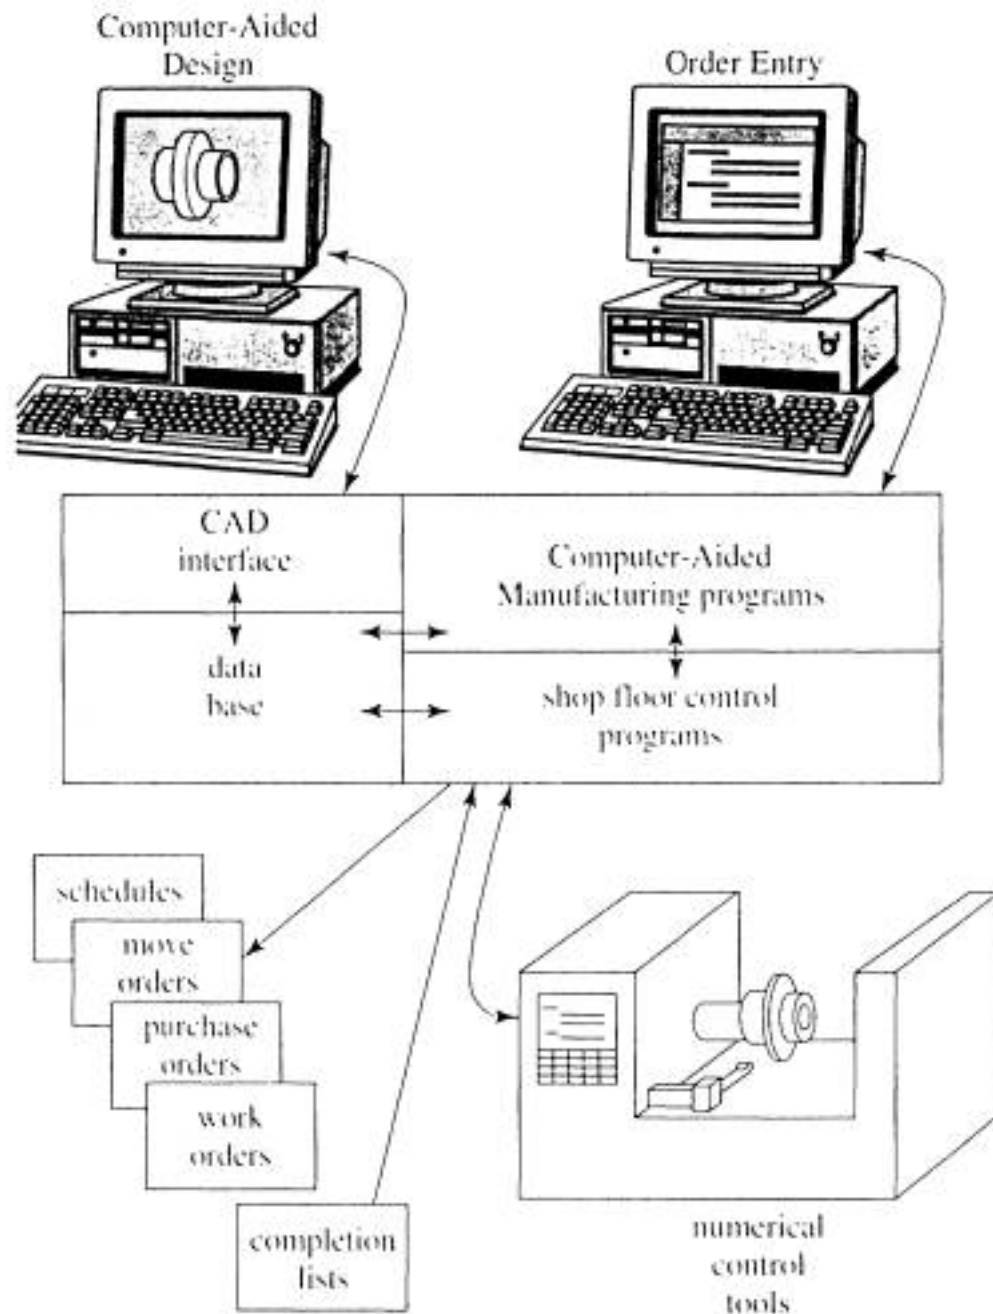 Computer-Aided
Design
Order Entry
CAD
interface
Computer-Aided
Manufacturing programs
data
base
shop floor control
programs
schedules
move
orders
purchase
orders
work
orders
completion
lists
numerical
control
tools